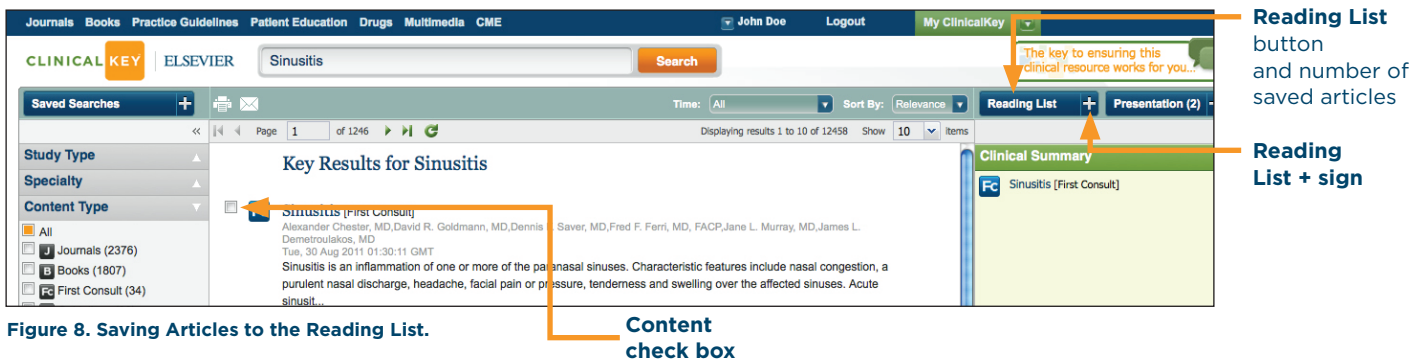 Journals Books Practice Guidelines Patient Education Drugs Multimedia CME John Doe Logout My ClinicalKey
CLINICAL KEY ELSEVIER Sinusitis Search The key to ensuring this
clinical resource works for you...
Saved Searches + Time: All Sort By: Relevance Reading List + Presentation (2)
« Page 1 of 1246 Displaying results 1 to 10 of 12458 Show 10 items
Study Type
Specialty
Content Type
All
J Journals (2376)
B Books (1807)
Fc First Consult (34)
Key Results for Sinusitis
Sinusitis [First Consult]
Alexander Chester, MD,David R. Goldmann, MD,Dennis Saver, MD,Fred F. Ferri, MD, FACP,Jane L. Murray, MD,James L.
Demetroulakos, MD
Tue, 30 Aug 2011 01:30:11 GMT
Sinusitis is an inflammation of one or more of the paranasal sinuses. Characteristic features include nasal congestion, a
purulent nasal discharge, headache, facial pain or pressure, tenderness and swelling over the affected sinuses. Acute
sinusit...
Clinical Summary
Fc Sinusitis [First Consult]
Reading List
button
and number of
saved articles
Reading
List + sign
Content
check box
Figure 8. Saving Articles to the Reading List.